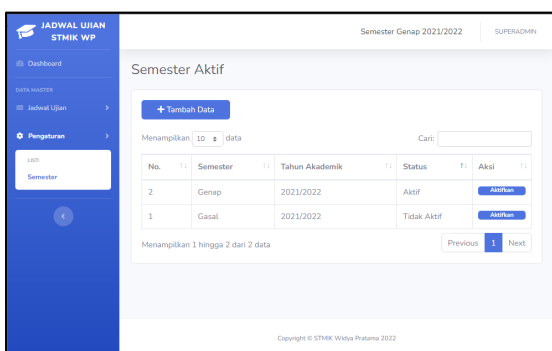 JADWAL UJIAN
STMIK WP
Semester Genap 2021/2022
SUPERADMIN
Dashboard
DATA MASTER
Jadwal Ujian
Pengaturan
LIST:
Semester
Semester Aktif
+ Tambah Data
Menampilkan 10 data
Cari:
No. Semester Tahun Akademik Status Aksi
2 Genap 2021/2022 Aktif Aktifkan
1 Gasal 2021/2022 Tidak Aktif Aktifkan
Menampilkan 1 hingga 2 dari 2 data
Previous 1 Next
Copyright © STMIK Widya Pratama 2022